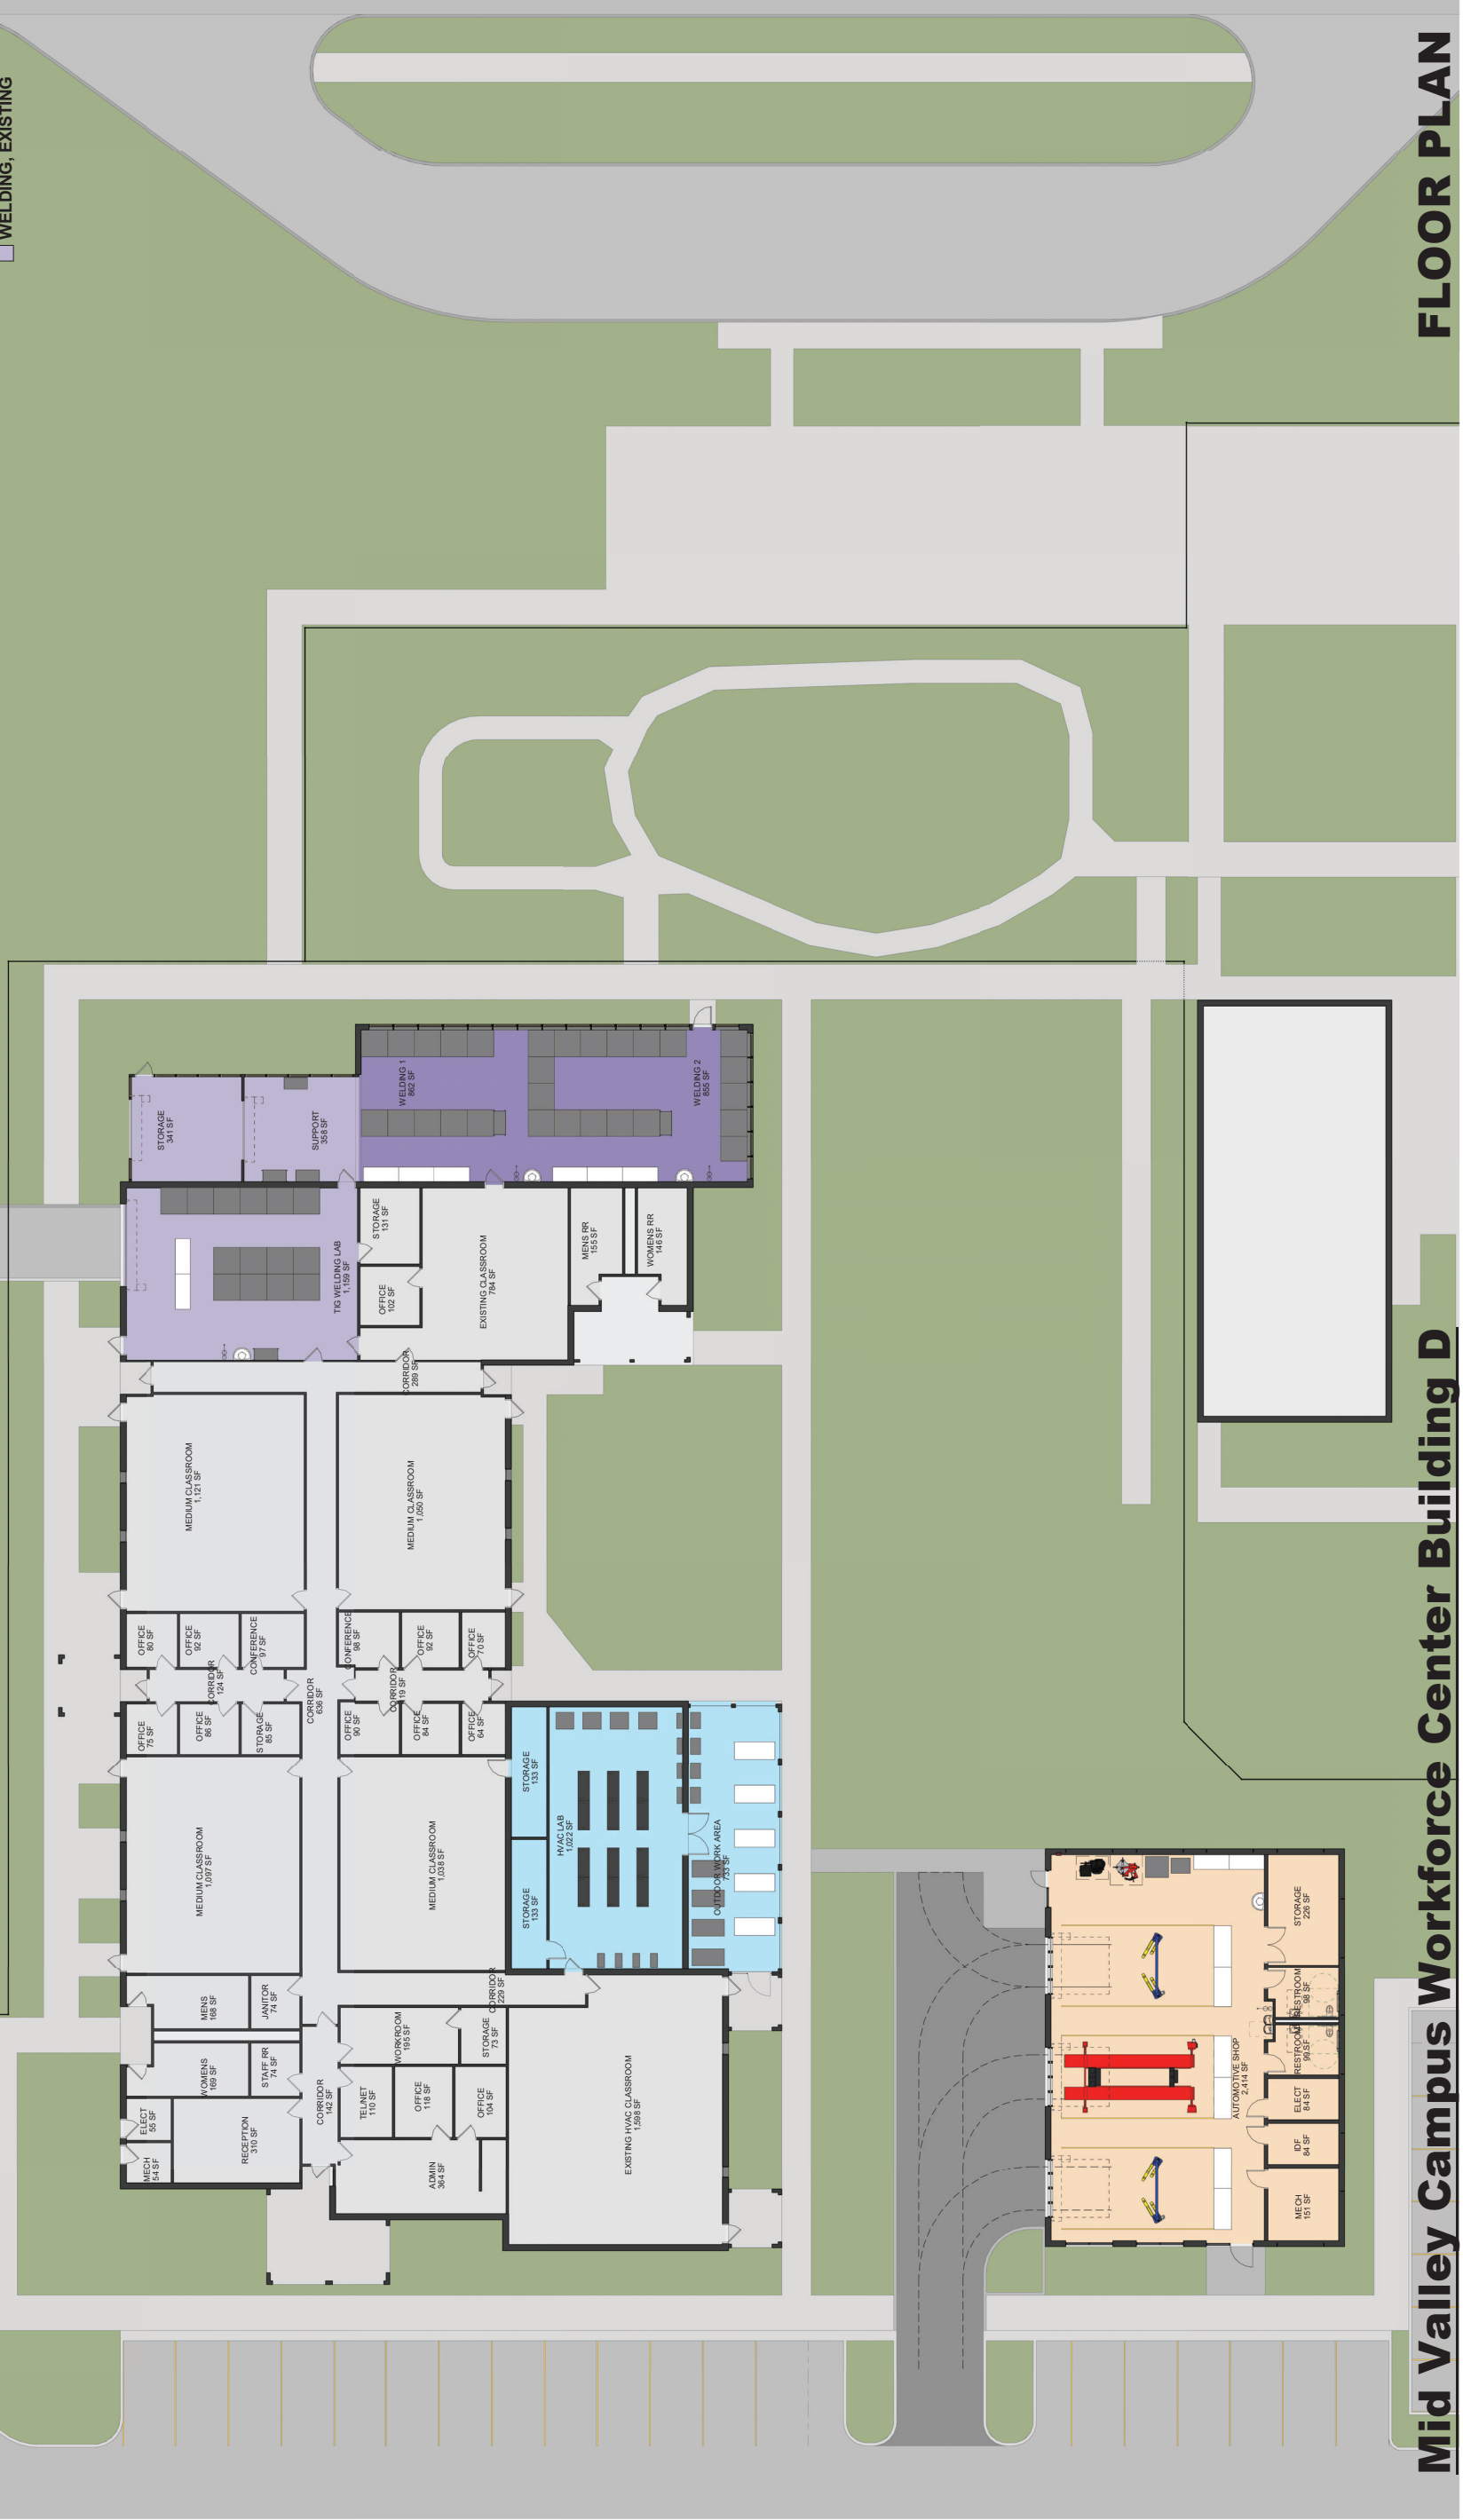 WELDING, EXISTING
MECH
54 SF
ELECT
55 SF
RECEPTION
310 SF
WOMENS
169 SF
STAFF RR
74 SF
MENS
168 SF
JANITOR
74 SF
MEDIUM CLASSROOM
1,097 SF
OFFICE
75 SF
OFFICE
86 SF
STORAGE
85 SF
CORRIDOR
124 SF
OFFICE
80 SF
OFFICE
92 SF
CONFERENCE
97 SF
MEDIUM CLASSROOM
1,121 SF
TIG WELDING LAB
1,159 SF
STORAGE
341 SF
SUPPORT
358 SF
CORRIDOR
142 SF
CORRIDOR
636 SF
ADMIN
364 SF
TEL/NET
110 SF
OFFICE
118 SF
OFFICE
104 SF
WORKROOM
195 SF
STORAGE
73 SF
CORRIDOR
229 SF
MEDIUM CLASSROOM
1,038 SF
OFFICE
90 SF
OFFICE
84 SF
OFFICE
64 SF
CORRIDOR
19 SF
CONFERENCE
98 SF
OFFICE
92 SF
OFFICE
70 SF
MEDIUM CLASSROOM
1,050 SF
CORRIDOR
289 SF
OFFICE
102 SF
STORAGE
131 SF
EXISTING CLASSROOM
784 SF
MENS RR
155 SF
WOMENS RR
146 SF
WELDING 1
862 SF
WELDING 2
855 SF
EXISTING HVAC CLASSROOM
1,598 SF
STORAGE
133 SF
STORAGE
133 SF
HVAC LAB
1,022 SF
OUTDOOR WORK AREA
733 SF
AUTOMOTIVE SHOP
2,414 SF
MECH
151 SF
IDF
84 SF
ELECT
84 SF
RESTROOM
99 SF
RESTROOM
98 SF
STORAGE
226 SF
Mid Valley Campus Workforce Center Building D
FLOOR PLAN